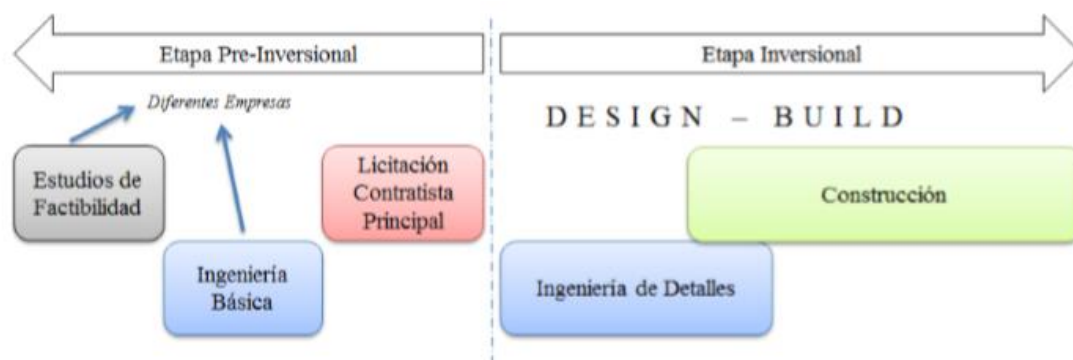 Etapa Pre-Inversional
Etapa Inversional
Diferentes Empresas
DESIGN – BUILD
Estudios de
Factibilidad
Licitación
Contratista
Principal
Construcción
Ingeniería
Básica
Ingeniería de Detalles